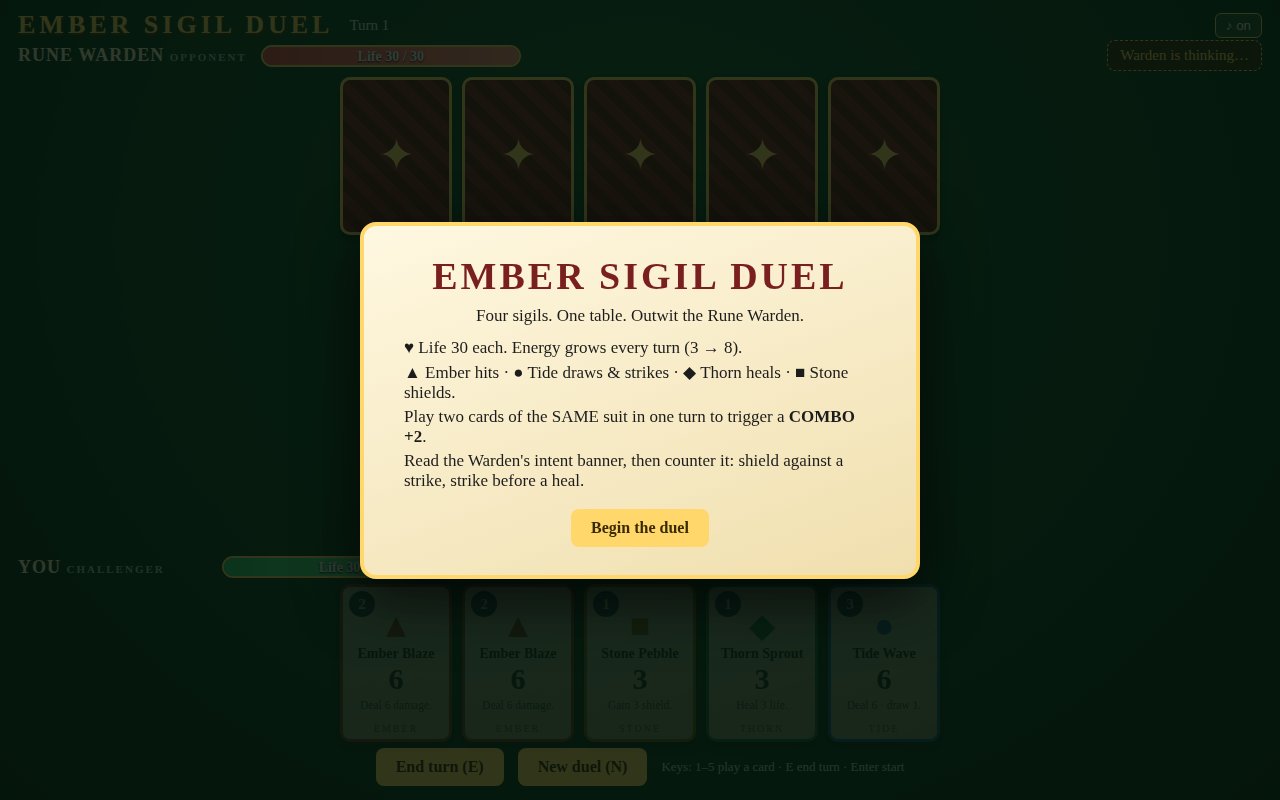 EMBER SIGIL DUEL Turn 1 ♪ on
RUNE WARDEN OPPONENT Life 30 / 30 Warden is thinking…
EMBER SIGIL DUEL
Four sigils. One table. Outwit the Rune Warden.
♥ Life 30 each. Energy grows every turn (3 → 8).
▲ Ember hits · ● Tide draws & strikes · ◆ Thorn heals · ■ Stone
shields.
Play two cards of the SAME suit in one turn to trigger a COMBO
+2.
Read the Warden's intent banner, then counter it: shield against a
strike, strike before a heal.
Begin the duel
YOU CHALLENGER Life 30
2 2 1 1 3
Ember Blaze Ember Blaze Stone Pebble Thorn Sprout Tide Wave
6 6 3 3 6
Deal 6 damage. Deal 6 damage. Gain 3 shield. Heal 3 life. Deal 6 · draw 1.
EMBER EMBER STONE THORN TIDE
End turn (E) New duel (N) Keys: 1–5 play a card · E end turn · Enter start